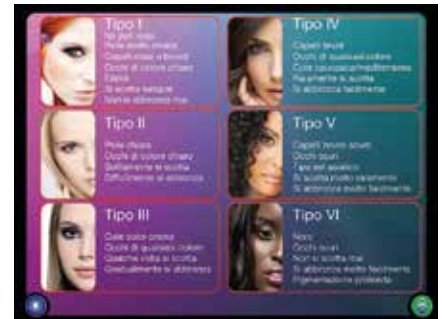 Tipo I
Pelle molto chiara
Capelli rossi o biondi
Occhi di colore chiaro
Si scotta sempre
Non si abbronza mai
Tipo II
Pelle chiara
Occhi di colore chiaro
Solitamente si scotta
Difficilmente si abbronza
Tipo III
Occhi di qualsiasi colore
Qualche volta si scotta
Gradualmente si abbronza
Tipo IV
Capelli bruni
Occhi di qualsiasi colore
Raramente si scotta
Si abbronza facilmente
Tipo V
Capelli bruni scuri
Occhi scuri
Si scotta molto raramente
Si abbronza molto facilmente
Tipo VI
Nero
Occhi scuri
Non si scotta mai
Si abbronza molto facilmente
Pigmentazione profonda